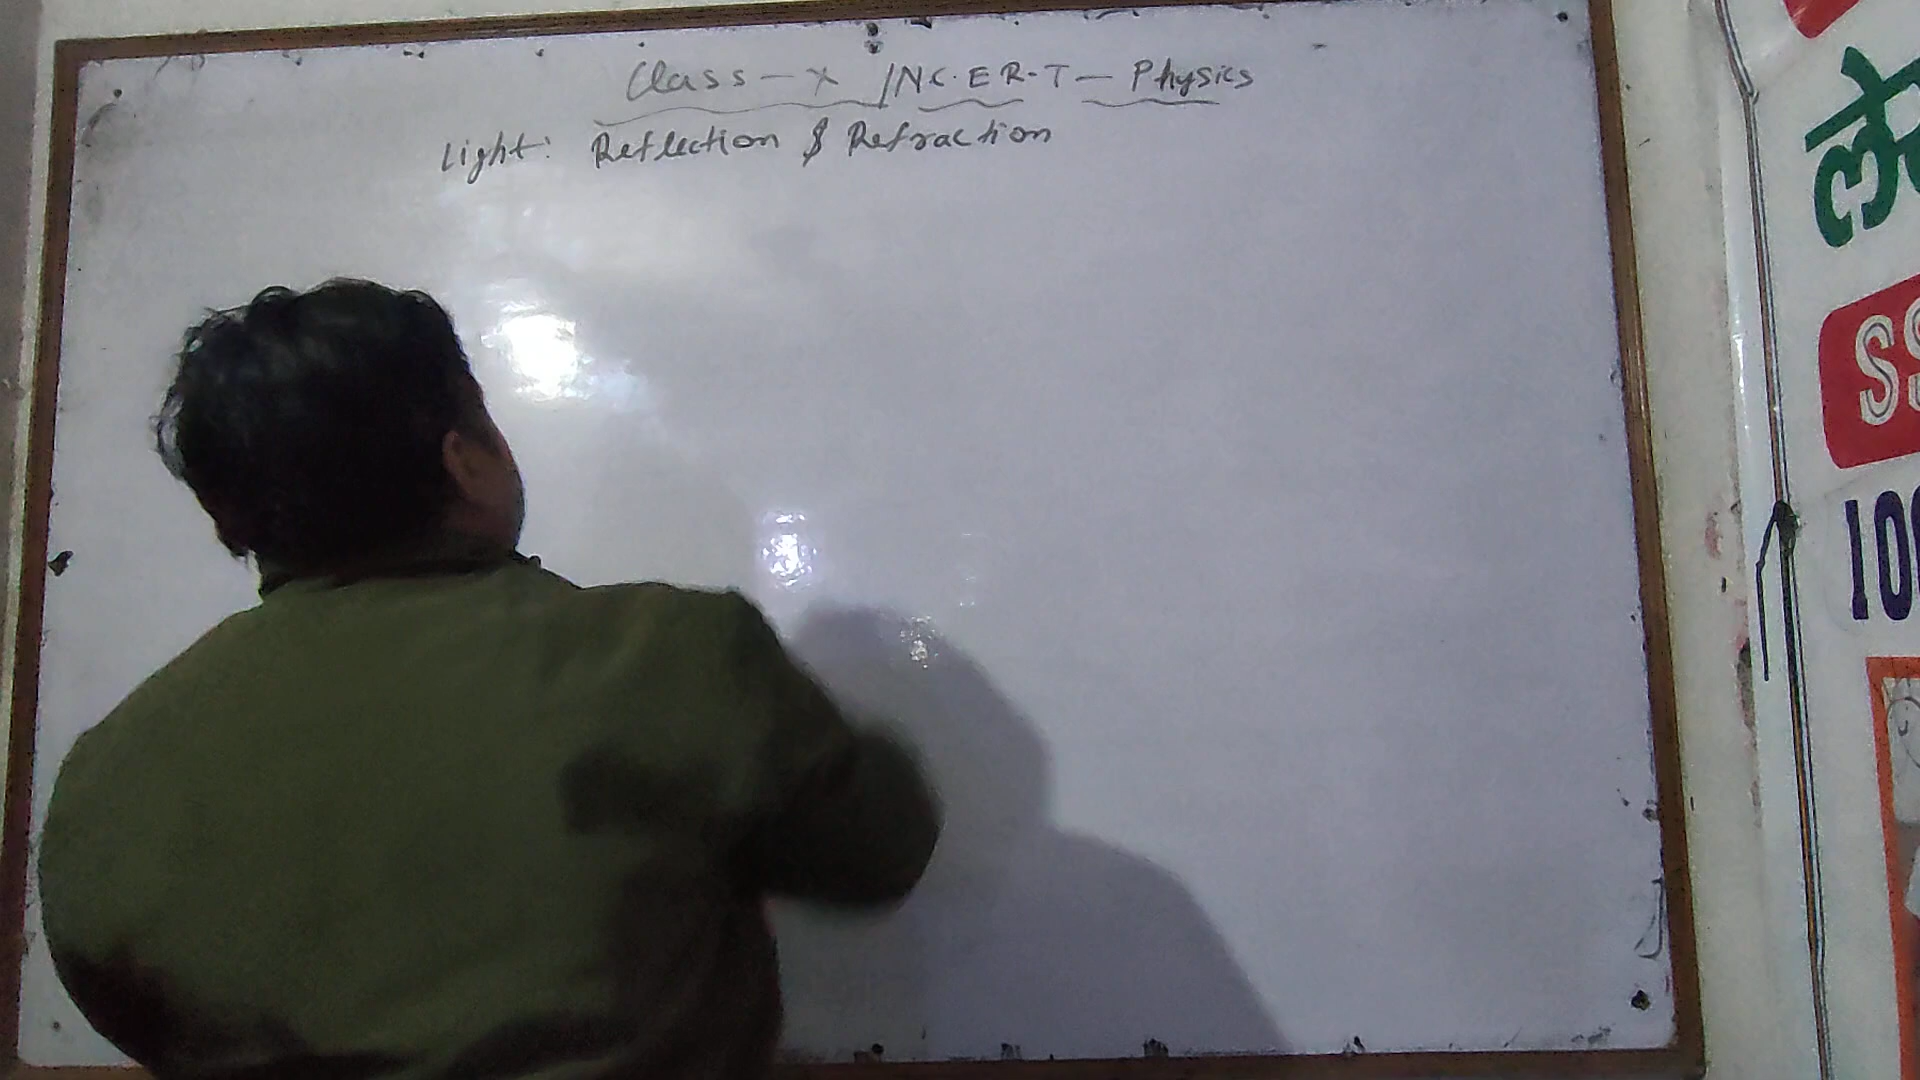 Class - X / N.C.E.R.T - Physics
Light: Reflection & Refraction